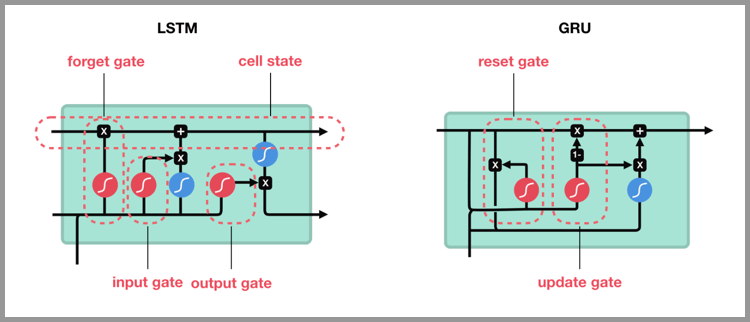 LSTM
GRU
forget gate
cell state
reset gate
x
+
x
+
1-
x
x
x
x
input gate
output gate
update gate